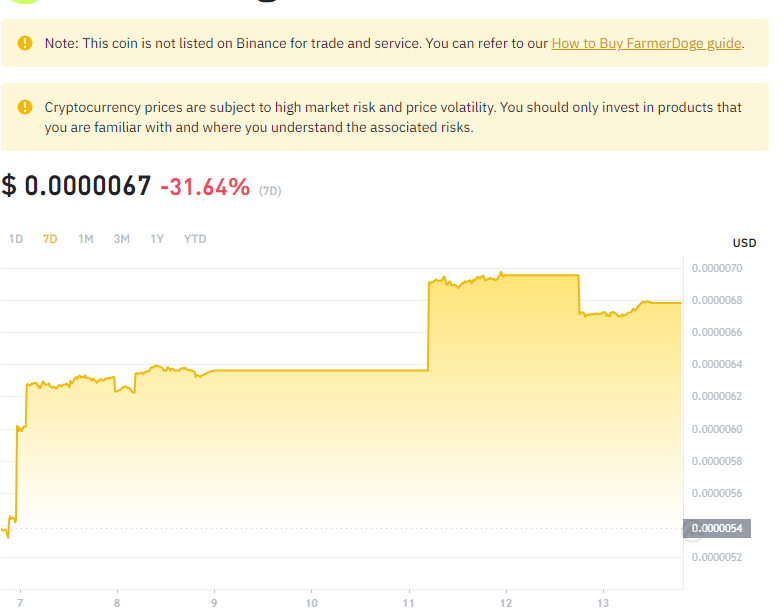 Note: This coin is not listed on Binance for trade and service. You can refer to our How to Buy FarmerDoge guide.
Cryptocurrency prices are subject to high market risk and price volatility. You should only invest in products that
you are familiar with and where you understand the associated risks.
$ 0.0000067 -31.64% (7D)
1D 7D 1M 3M 1Y YTD
USD
0.0000070
0.0000068
0.0000066
0.0000064
0.0000062
0.0000060
0.0000058
0.0000056
0.0000054
0.0000052
7 8 9 10 11 12 13